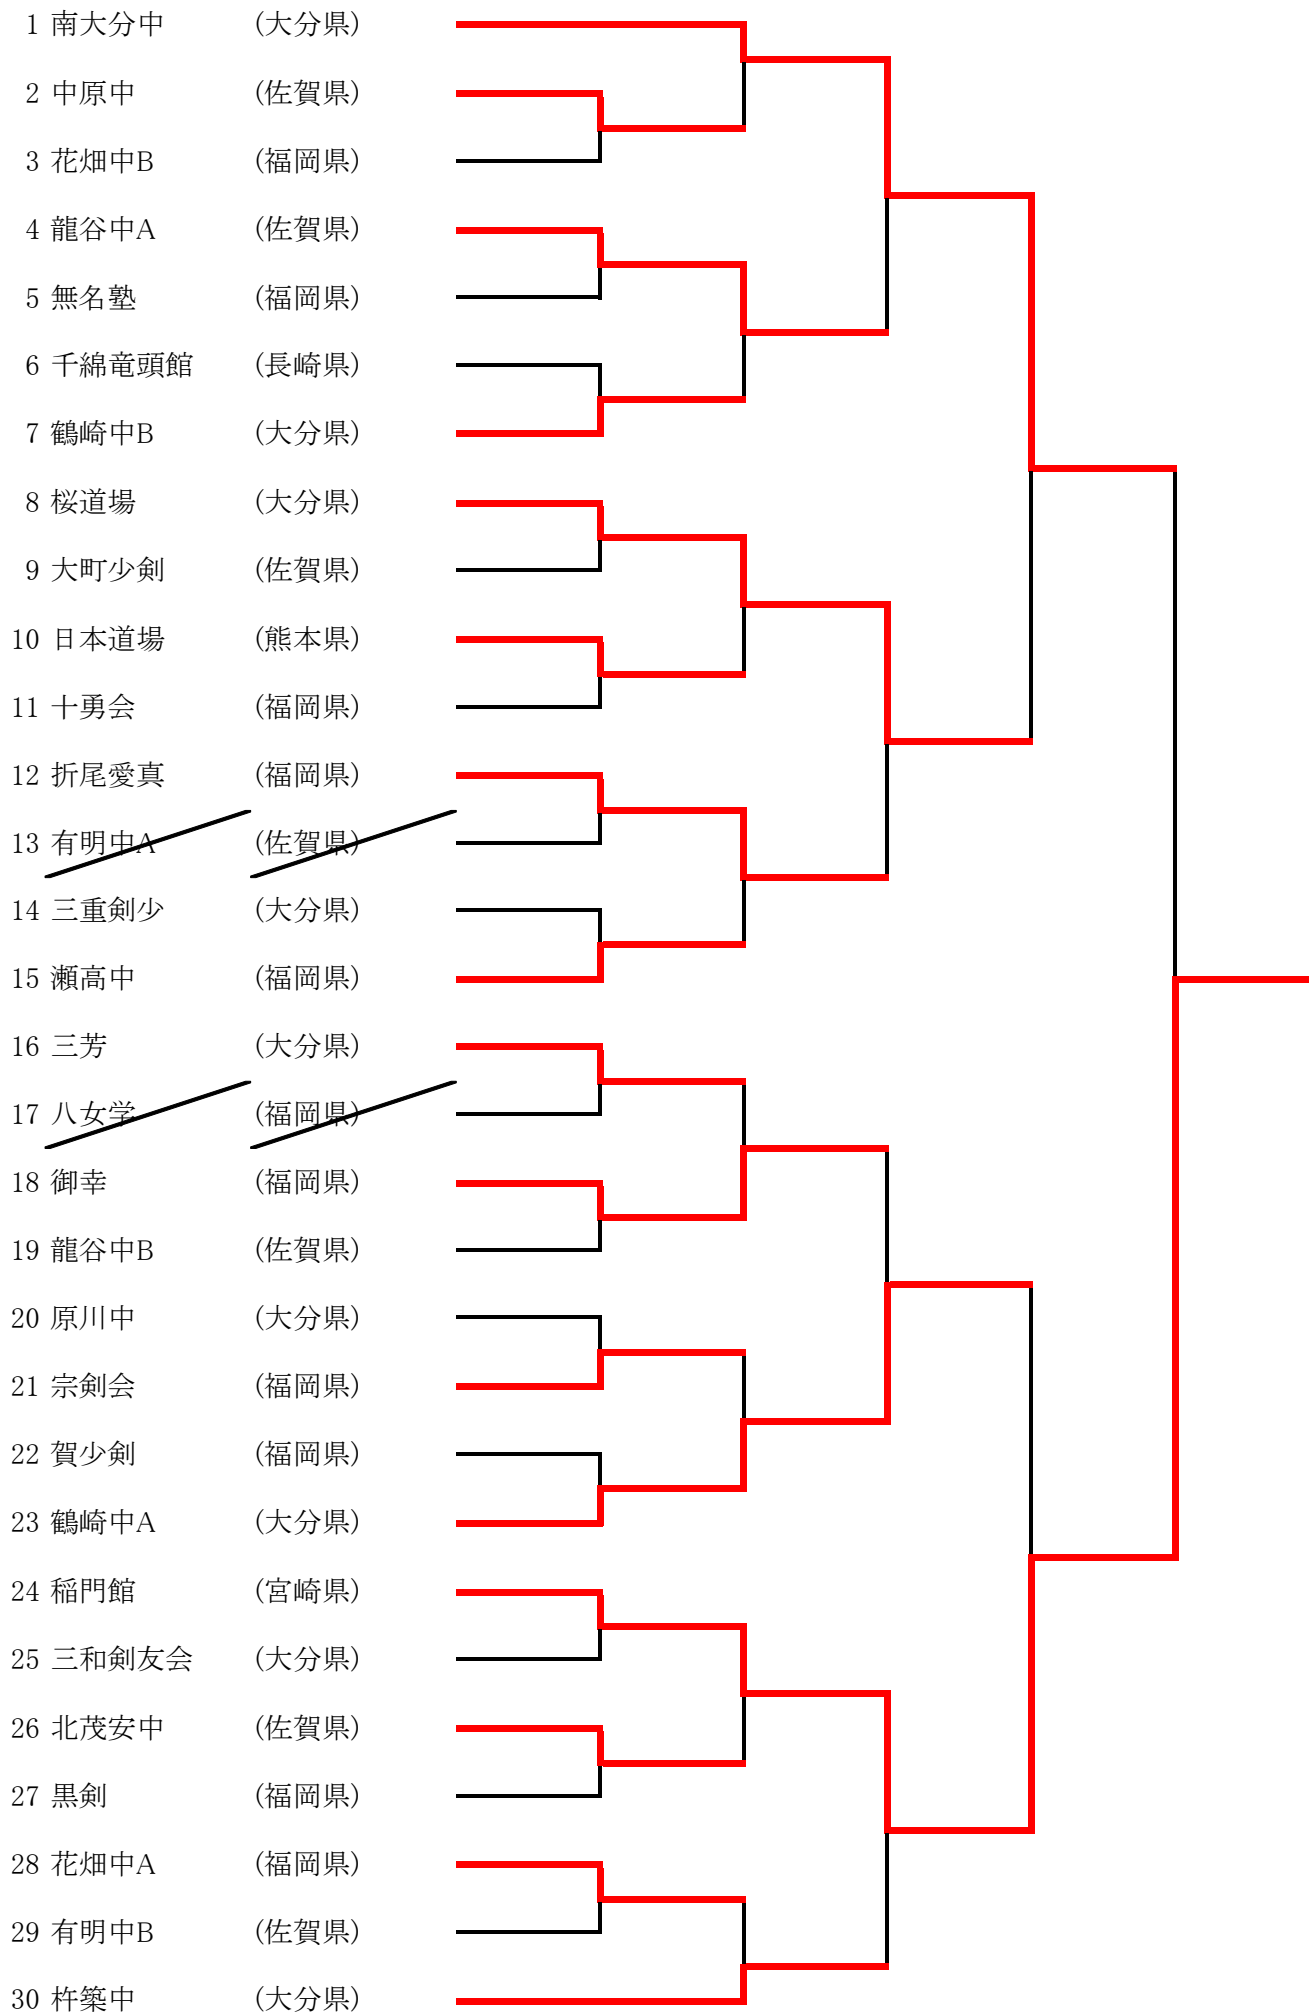 1 南大分中 (大分県)
2 中原中 (佐賀県)
3 花畑中B (福岡県)
4 龍谷中A (佐賀県)
5 無名塾 (福岡県)
6 千綿竜頭館 (長崎県)
7 鶴崎中B (大分県)
8 桜道場 (大分県)
9 大町少剣 (佐賀県)
10 日本道場 (熊本県)
11 十勇会 (福岡県)
12 折尾愛真 (福岡県)
13 有明中A (佐賀県)
14 三重剣少 (大分県)
15 瀬高中 (福岡県)
16 三芳 (大分県)
17 八女学 (福岡県)
18 御幸 (福岡県)
19 龍谷中B (佐賀県)
20 原川中 (大分県)
21 宗剣会 (福岡県)
22 賀少剣 (福岡県)
23 鶴崎中A (大分県)
24 稲門館 (宮崎県)
25 三和剣友会 (大分県)
26 北茂安中 (佐賀県)
27 黒剣 (福岡県)
28 花畑中A (福岡県)
29 有明中B (佐賀県)
30 杵築中 (大分県)